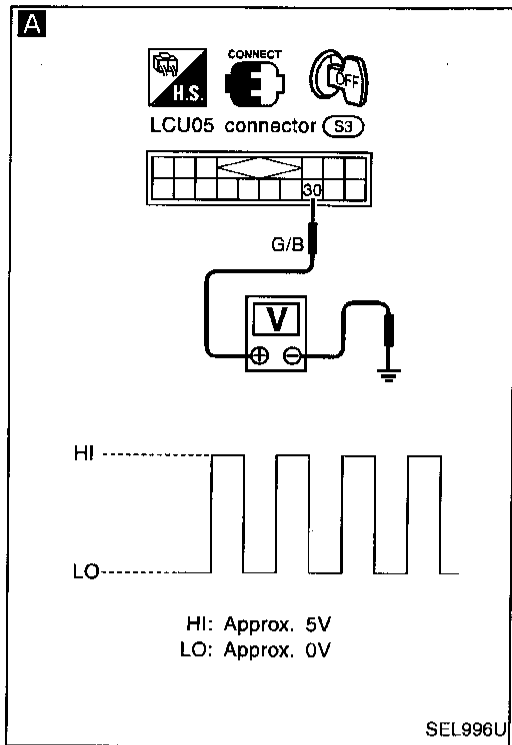 A
CONNECT
H.S.
OFF
LCU05 connector S3
30
G/B
V
⊕ ⊖
HI
LO
HI: Approx. 5V
LO: Approx. 0V
SEL996U